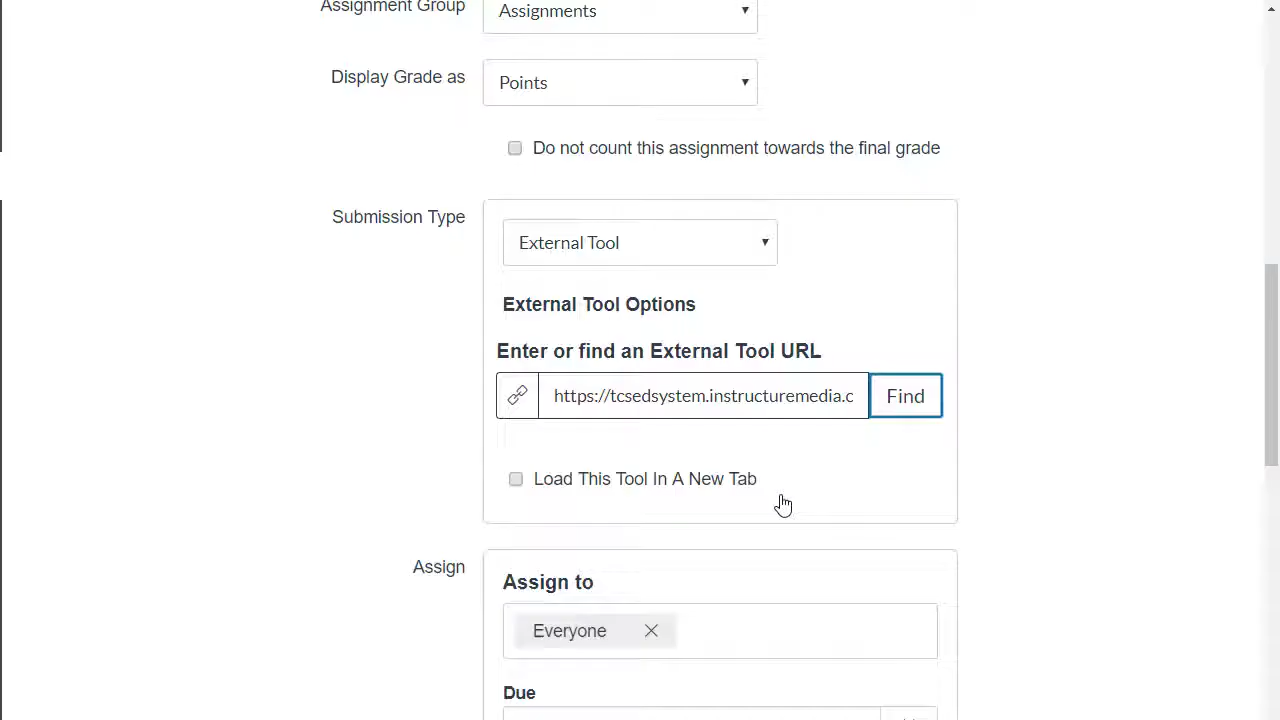 Assignment Group
Assignments
Display Grade as
Points
Do not count this assignment towards the final grade
Submission Type
External Tool
External Tool Options
Enter or find an External Tool URL
https://tcsedsystem.instructuremedia.c
Find
Load This Tool In A New Tab
Assign
Assign to
Everyone
Due